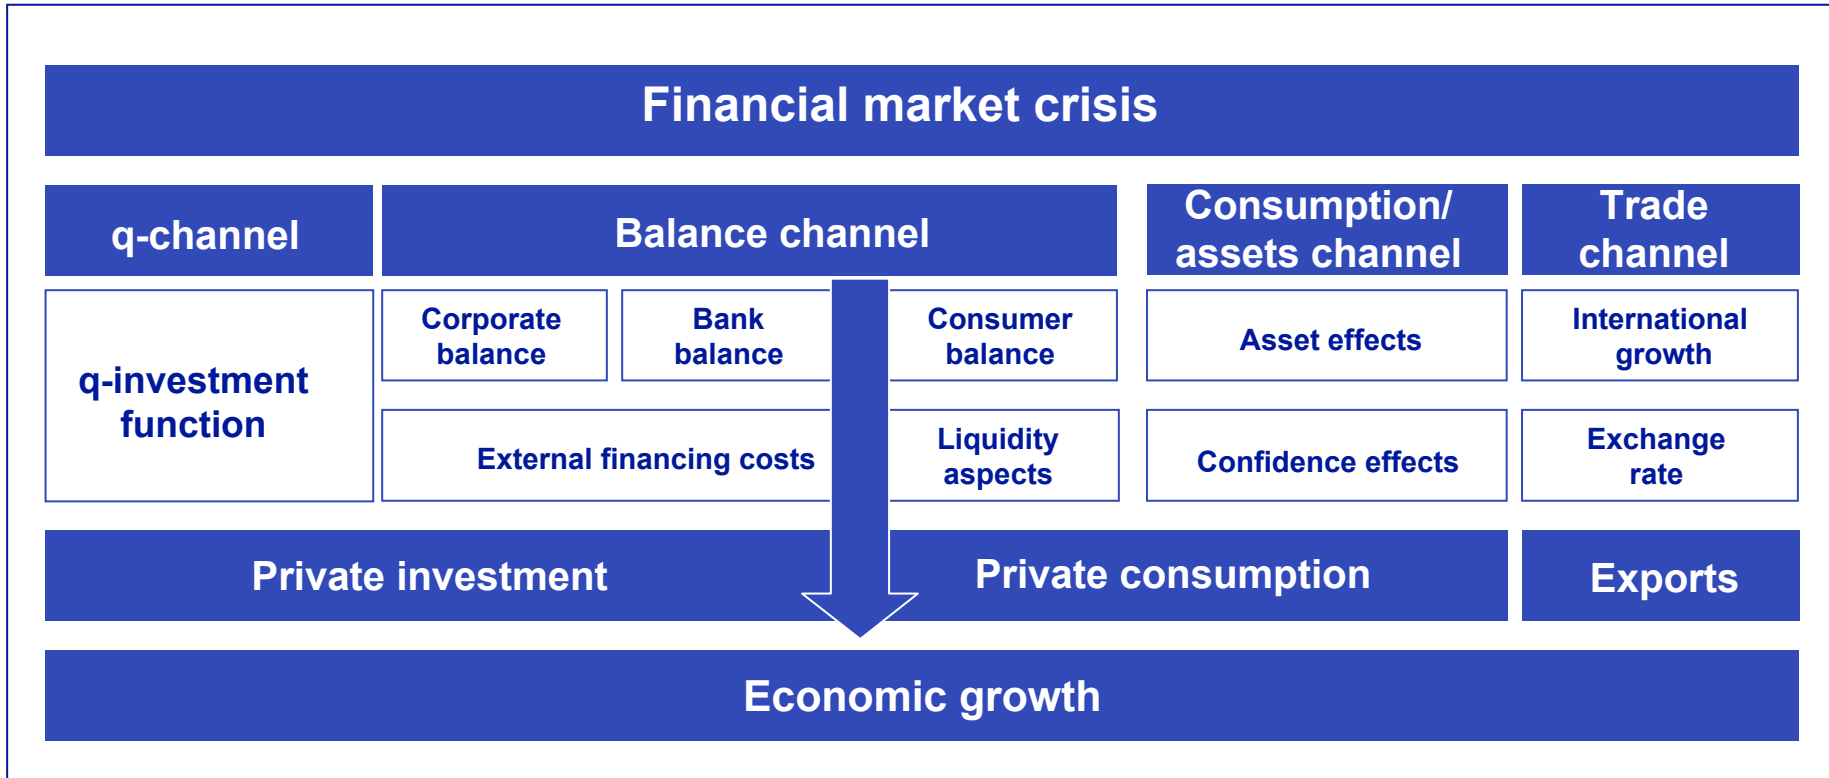 Financial market crisis
q-channel
Balance channel
Consumption/
assets channel
Trade
channel
q-investment
function
Corporate
balance
Bank
balance
Consumer
balance
Asset effects
International
growth
External financing costs
Liquidity
aspects
Confidence effects
Exchange
rate
Private investment
Private consumption
Exports
Economic growth